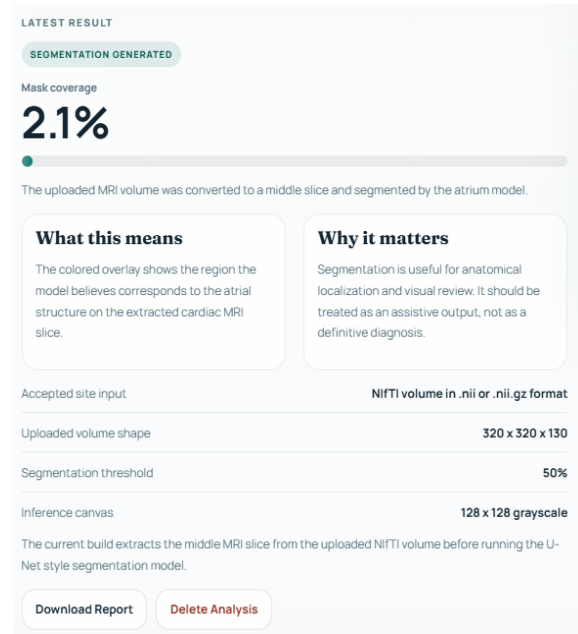 LATEST RESULT
SEGMENTATION GENERATED
Mask coverage
2.1%
The uploaded MRI volume was converted to a middle slice and segmented by the atrium model.
What this means
The colored overlay shows the region the
model believes corresponds to the atrial
structure on the extracted cardiac MRI
slice.
Why it matters
Segmentation is useful for anatomical
localization and visual review. It should be
treated as an assistive output, not as a
definitive diagnosis.
Accepted site input NIfTI volume in .nii or .nii.gz format
Uploaded volume shape 320 x 320 x 130
Segmentation threshold 50%
Inference canvas 128 x 128 grayscale
The current build extracts the middle MRI slice from the uploaded NIfTI volume before running the U-
Net style segmentation model.
Download Report Delete Analysis